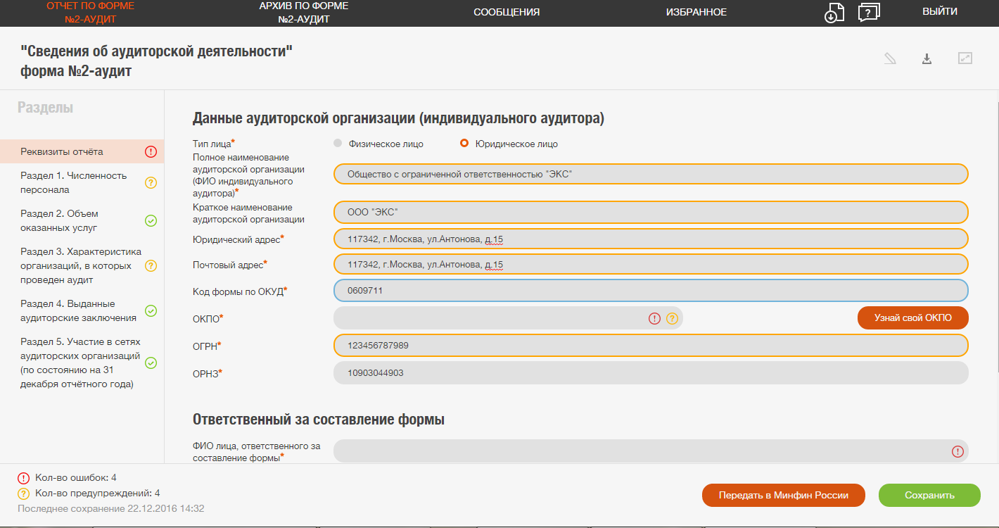 ОТЧЕТ ПО ФОРМЕ
№2-АУДИТ
АРХИВ ПО ФОРМЕ
№2-АУДИТ
СООБЩЕНИЯ
ИЗБРАННОЕ
?
ВЫЙТИ
"Сведения об аудиторской деятельности"
форма №2-аудит
Разделы
Реквизиты отчёта !
Раздел 1. Численность
персонала ?
Раздел 2. Объем
оказанных услуг
Раздел 3. Характеристика
организаций, в которых ?
проведен аудит
Раздел 4. Выданные
аудиторские заключения
Раздел 5. Участие в сетях
аудиторских организаций
(по состоянию на 31
декабря отчётного года)
Данные аудиторской организации (индивидуального аудитора)
Тип лица* Физическое лицо Юридическое лицо
Полное наименование
аудиторской организации
(ФИО индивидуального
аудитора)*
Общество с ограниченной ответственностью "ЭКС"
Краткое наименование
аудиторской организации
ООО "ЭКС"
Юридический адрес* 117342, г.Москва, ул.Антонова, д.15
Почтовый адрес* 117342, г.Москва, ул.Антонова, д.15
Код формы по ОКУД* 0609711
ОКПО* ! ? Узнай свой ОКПО
ОГРН* 123456787989
ОРНЗ* 10903044903
Ответственный за составление формы
ФИО лица, ответственного за
составление формы* !
! Кол-во ошибок: 4
? Кол-во предупреждений: 4
Последнее сохранение 22.12.2016 14:32
Передать в Минфин России
Сохранить